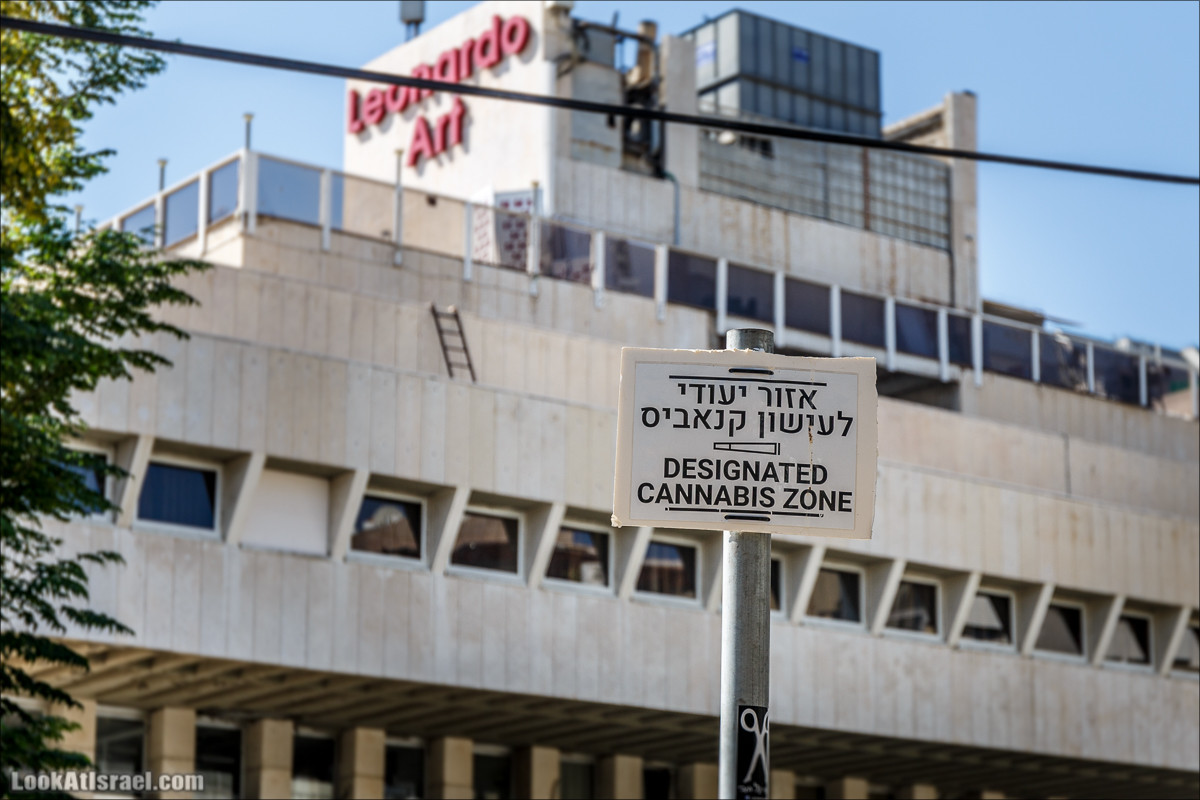 Leonardo
Art
אזור יעודי
לעישון קנאביס
DESIGNATED
CANNABIS ZONE
LookAtIsrael.com